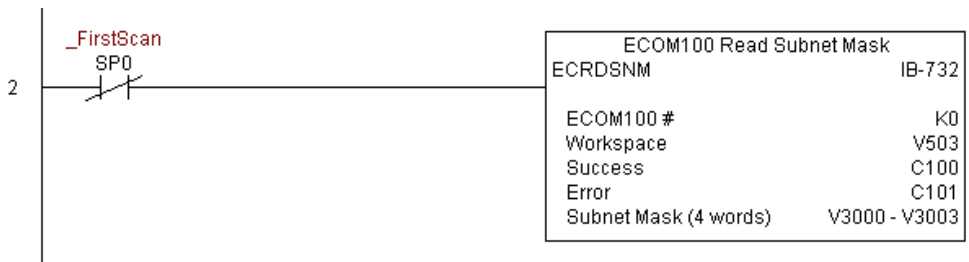 _FirstScan
SP0
2
ECOM100 Read Subnet Mask
ECRDSNM IB-732
ECOM100 # K0
Workspace V503
Success C100
Error C101
Subnet Mask (4 words) V3000 - V3003